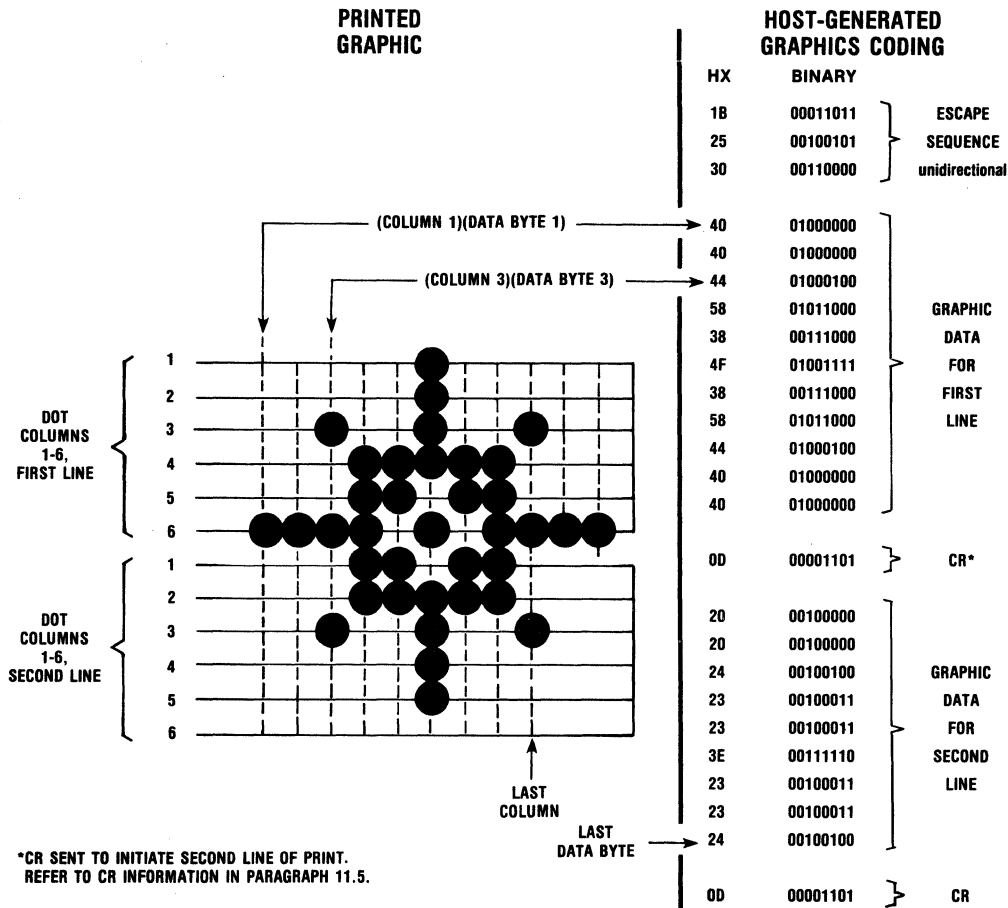 PRINTED
GRAPHIC
HOST-GENERATED
GRAPHICS CODING
HX BINARY
1B 00011011 ESCAPE
25 00100101 SEQUENCE
30 00110000 unidirectional
(COLUMN 1)(DATA BYTE 1) 40 01000000
40 01000000
(COLUMN 3)(DATA BYTE 3) 44 01000100
58 01011000 GRAPHIC
38 00111000 DATA
4F 01001111 FOR
38 00111000 FIRST
58 01011000 LINE
44 01000100
40 01000000
40 01000000
DOT
COLUMNS
1-6,
FIRST LINE
1
2
3
4
5
6
0D 00001101 CR*
DOT
COLUMNS
1-6,
SECOND LINE
1
2
3
4
5
6
20 00100000
20 00100000
24 00100100 GRAPHIC
23 00100011 DATA
23 00100011 FOR
3E 00111110 SECOND
23 00100011 LINE
23 00100011
24 00100100
LAST
COLUMN
LAST
DATA BYTE
0D 00001101 CR
*CR SENT TO INITIATE SECOND LINE OF PRINT.
REFER TO CR INFORMATION IN PARAGRAPH 11.5.